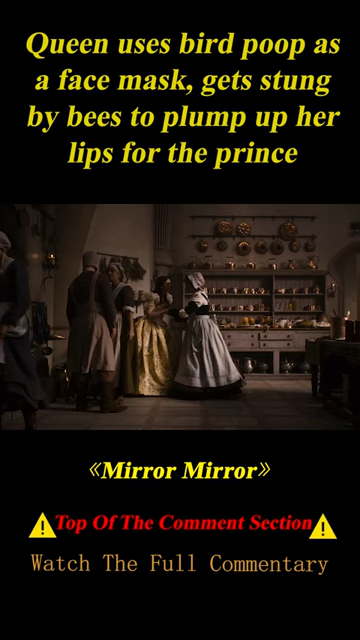 Queen uses bird poop as
a face mask, gets stung
by bees to plump up her
lips for the prince
《Mirror Mirror》
Top Of The Comment Section
Watch The Full Commentary